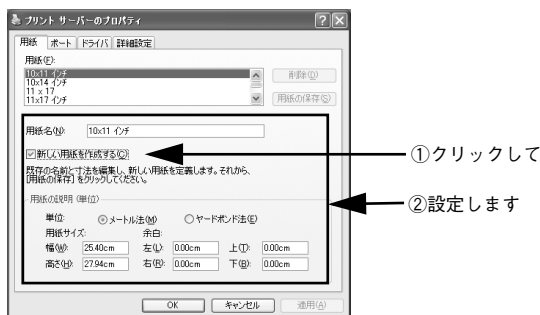 プリント サーバーのプロパティ
用紙 ポート ドライバ 詳細設定
用紙(F):
10x11 インチ
10x14 インチ
11 x 17
11x17 インチ
削除(D)
用紙の保存(S)
用紙名(N): 10x11 インチ
新しい用紙を作成する(C)
既存の名前と寸法を編集し、新しい用紙を定義します。それから、
[用紙の保存] をクリックしてください。
用紙の説明 (単位)
単位: メートル法(M) ヤードポンド法(E)
用紙サイズ: 余白:
幅(W): 25.40cm 左(L): 0.00cm 上(T): 0.00cm
高さ(H): 27.94cm 右(R): 0.00cm 下(B): 0.00cm
OK キャンセル 適用(A)
①クリックして
②設定します